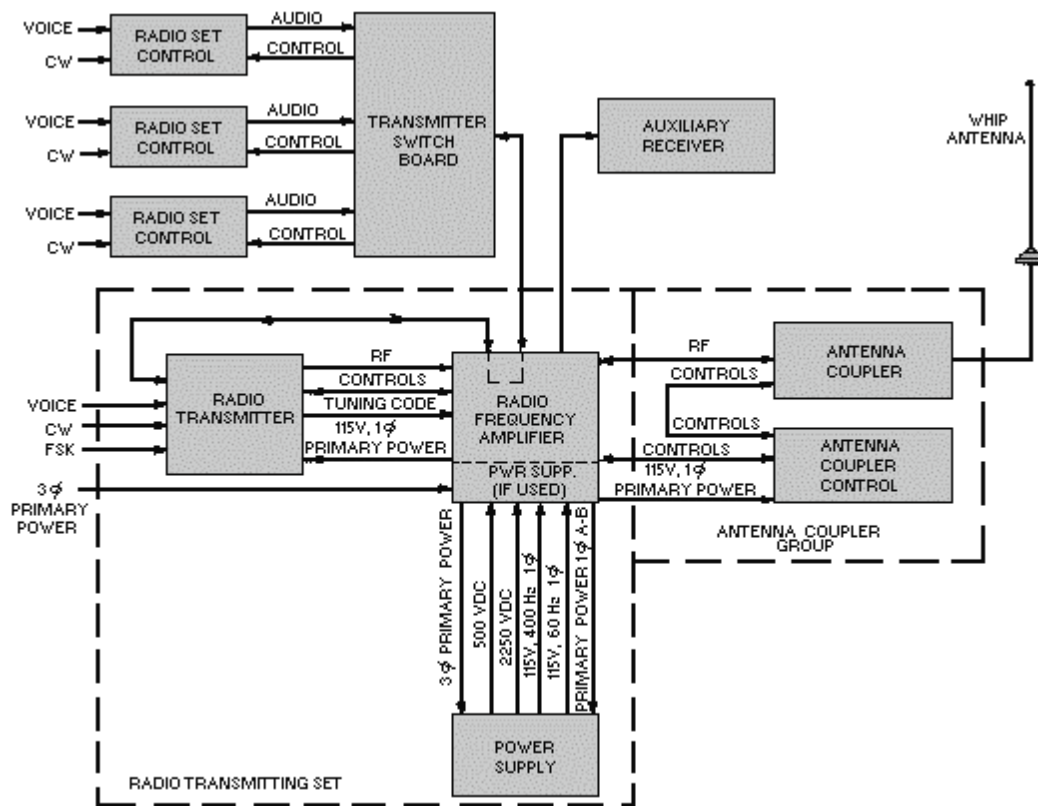 VOICE
CW
RADIO SET
CONTROL
AUDIO
CONTROL
VOICE
CW
RADIO SET
CONTROL
AUDIO
CONTROL
VOICE
CW
RADIO SET
CONTROL
AUDIO
CONTROL
TRANSMITTER
SWITCH
BOARD
AUXILIARY
RECEIVER
WHIP
ANTENNA
VOICE
CW
FSK
3ϕ
PRIMARY
POWER
RADIO
TRANSMITTER
RF
CONTROLS
TUNING CODE
115V, 1ϕ
PRIMARY POWER
RADIO
FREQUENCY
AMPLIFIER
PWR SUPP.
(IF USED)
RF
CONTROLS
CONTROLS
CONTROLS
115V, 1ϕ
PRIMARY POWER
ANTENNA
COUPLER
ANTENNA
COUPLER
CONTROL
ANTENNA COUPLER
GROUP
3ϕ PRIMARY POWER
500 VDC
2250 VDC
115V, 400 Hz 1ϕ
115V, 60 Hz 1ϕ
PRIMARY POWER 1ϕ A-B
POWER
SUPPLY
RADIO TRANSMITTING SET